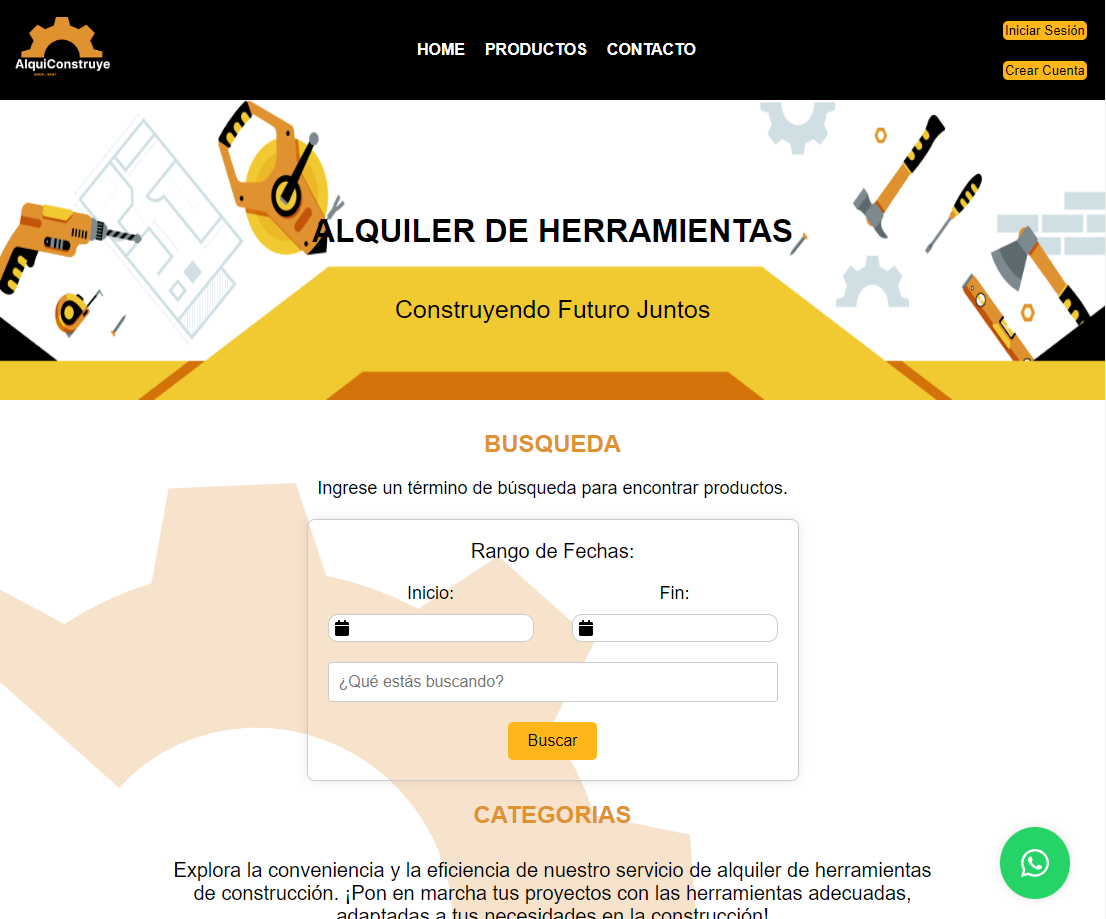 AlquiConstruye
SHOP / RENT
HOME PRODUCTOS CONTACTO
Iniciar Sesión
Crear Cuenta
ALQUILER DE HERRAMIENTAS
Construyendo Futuro Juntos
BUSQUEDA
Ingrese un término de búsqueda para encontrar productos.
Rango de Fechas:
Inicio: Fin:
¿Qué estás buscando?
Buscar
CATEGORIAS
Explora la conveniencia y la eficiencia de nuestro servicio de alquiler de herramientas
de construcción. ¡Pon en marcha tus proyectos con las herramientas adecuadas,
adaptadas a tus necesidades en la construcción!